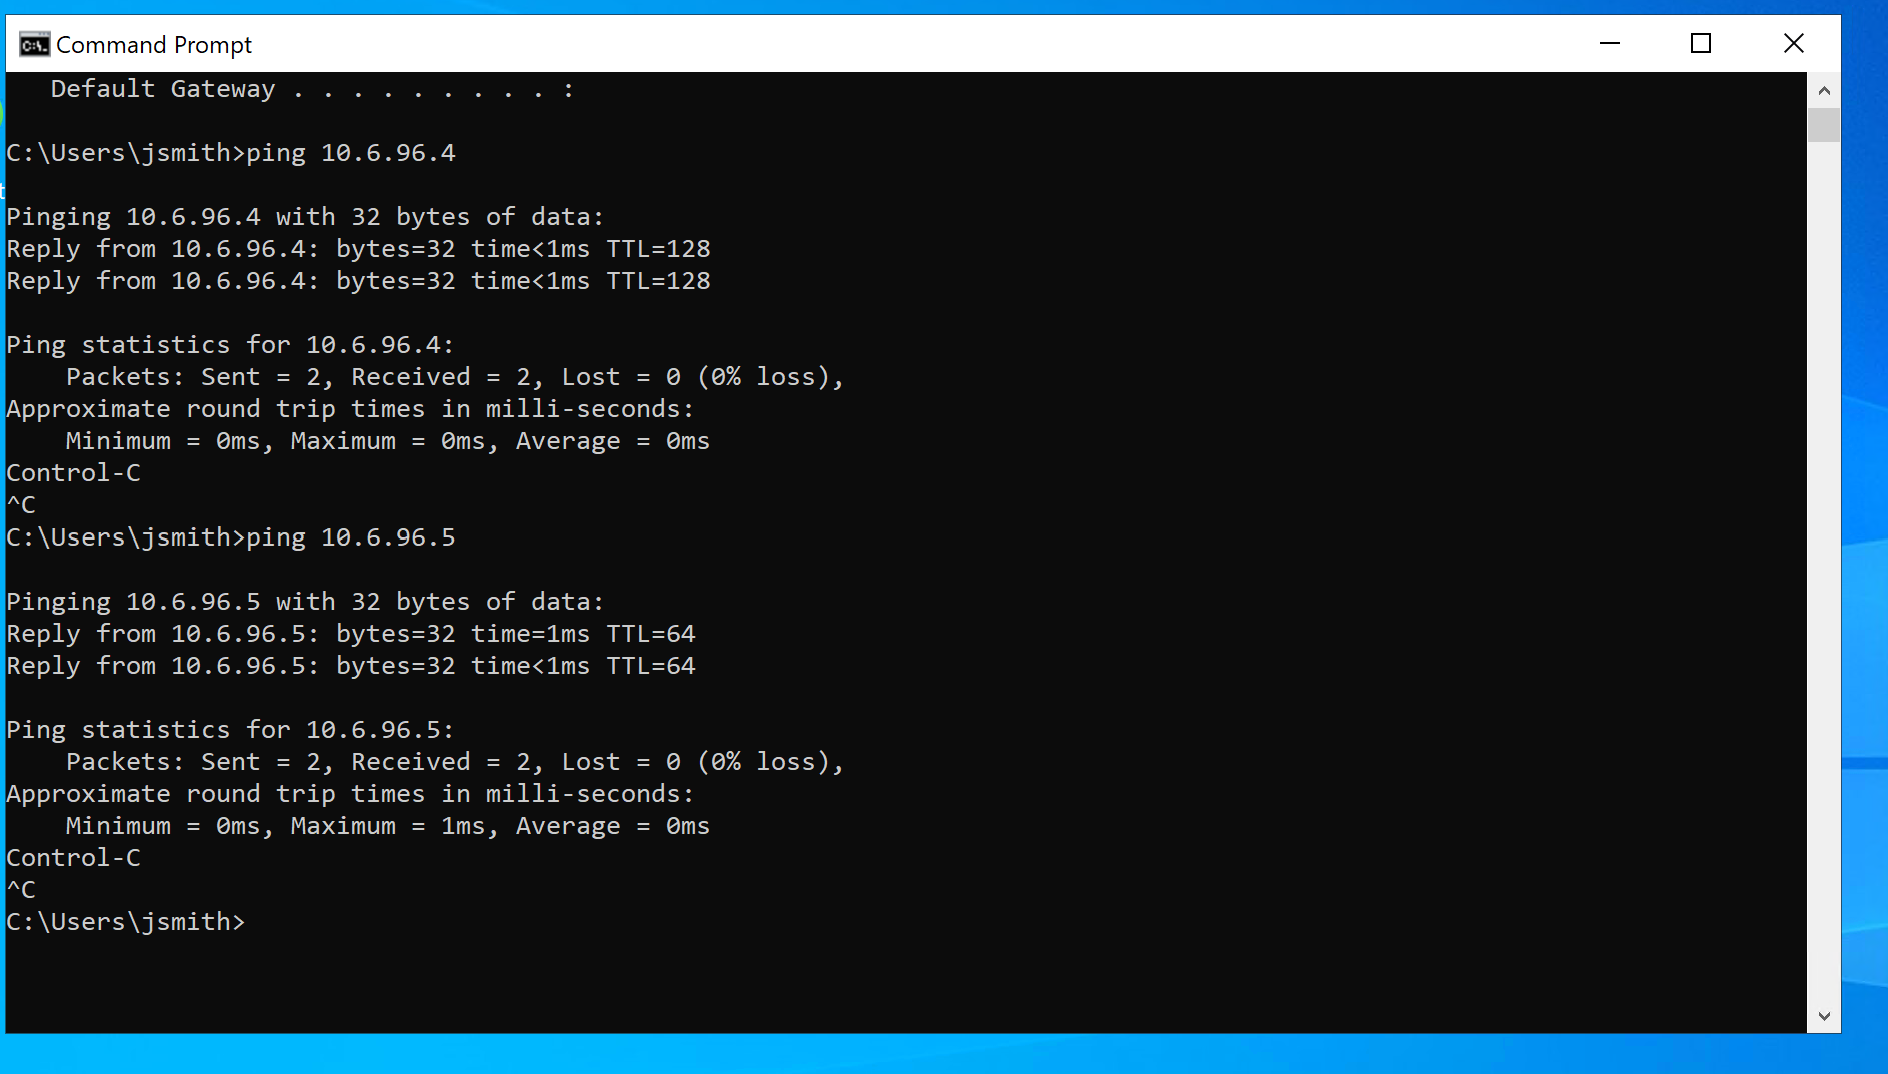 Command Prompt
Default Gateway . . . . . . . . . :
C:\Users\jsmith>ping 10.6.96.4
Pinging 10.6.96.4 with 32 bytes of data:
Reply from 10.6.96.4: bytes=32 time<1ms TTL=128
Reply from 10.6.96.4: bytes=32 time<1ms TTL=128
Ping statistics for 10.6.96.4:
Packets: Sent = 2, Received = 2, Lost = 0 (0% loss),
Approximate round trip times in milli-seconds:
Minimum = 0ms, Maximum = 0ms, Average = 0ms
Control-C
^C
C:\Users\jsmith>ping 10.6.96.5
Pinging 10.6.96.5 with 32 bytes of data:
Reply from 10.6.96.5: bytes=32 time=1ms TTL=64
Reply from 10.6.96.5: bytes=32 time<1ms TTL=64
Ping statistics for 10.6.96.5:
Packets: Sent = 2, Received = 2, Lost = 0 (0% loss),
Approximate round trip times in milli-seconds:
Minimum = 0ms, Maximum = 1ms, Average = 0ms
Control-C
^C
C:\Users\jsmith>